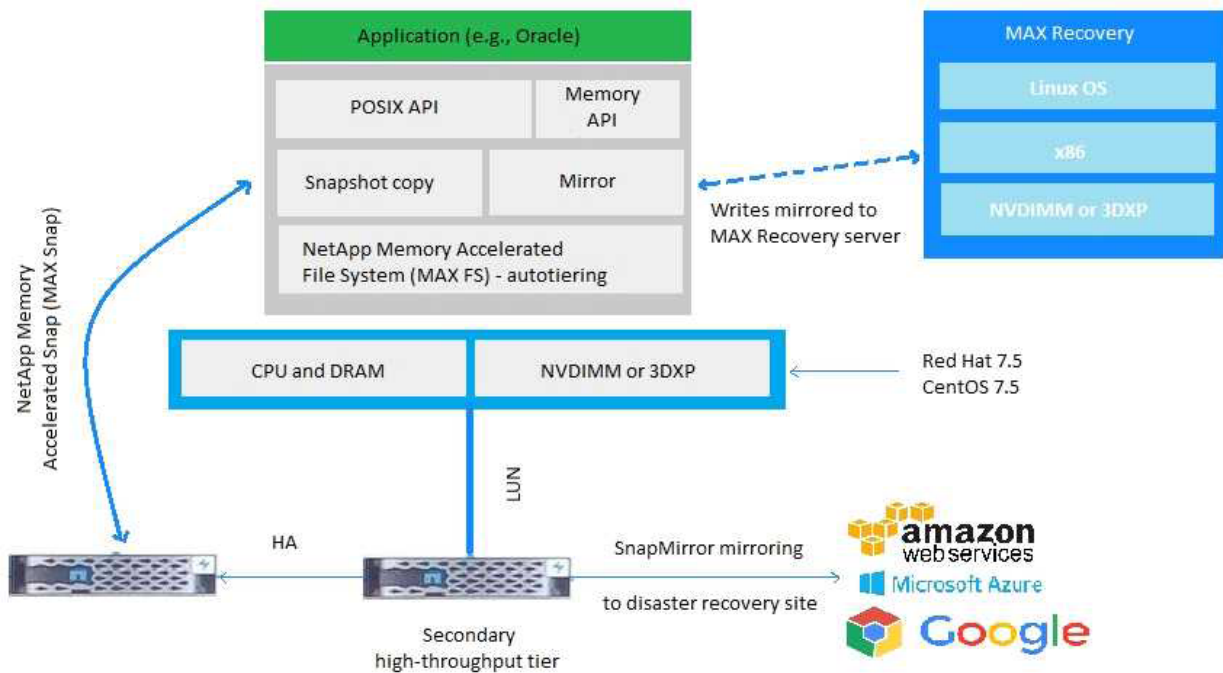 Application (e.g., Oracle)
POSIX API
Memory
API
Snapshot copy
Mirror
NetApp Memory Accelerated
File System (MAX FS) - autotiering
MAX Recovery
Linux OS
x86
NVDIMM or 3DXP
Writes mirrored to
MAX Recovery server
NetApp Memory
Accelerated Snap (MAX Snap)
CPU and DRAM
NVDIMM or 3DXP
Red Hat 7.5
CentOS 7.5
LUN
HA
SnapMirror mirroring
to disaster recovery site
Secondary
high-throughput tier
amazon
webservices
Microsoft Azure
Google